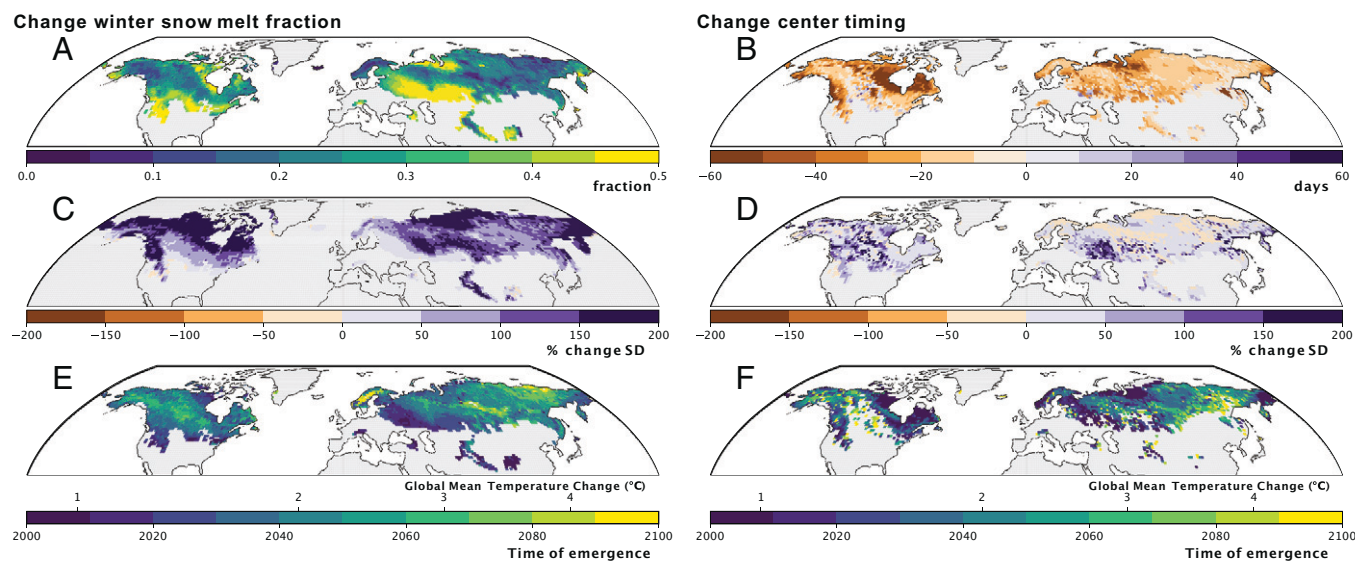 Change winter snow melt fraction
Change center timing
A
B
0.0 0.1 0.2 0.3 0.4 0.5
fraction
−60 −40 −20 0 20 40 60
days
C
D
−200 −150 −100 −50 0 50 100 150 200
% change SD
−200 −150 −100 −50 0 50 100 150 200
% change SD
E
F
Global Mean Temperature Change (°C)
1 2 3 4
2000 2020 2040 2060 2080 2100
Time of emergence
Global Mean Temperature Change (°C)
1 2 3 4
2000 2020 2040 2060 2080 2100
Time of emergence